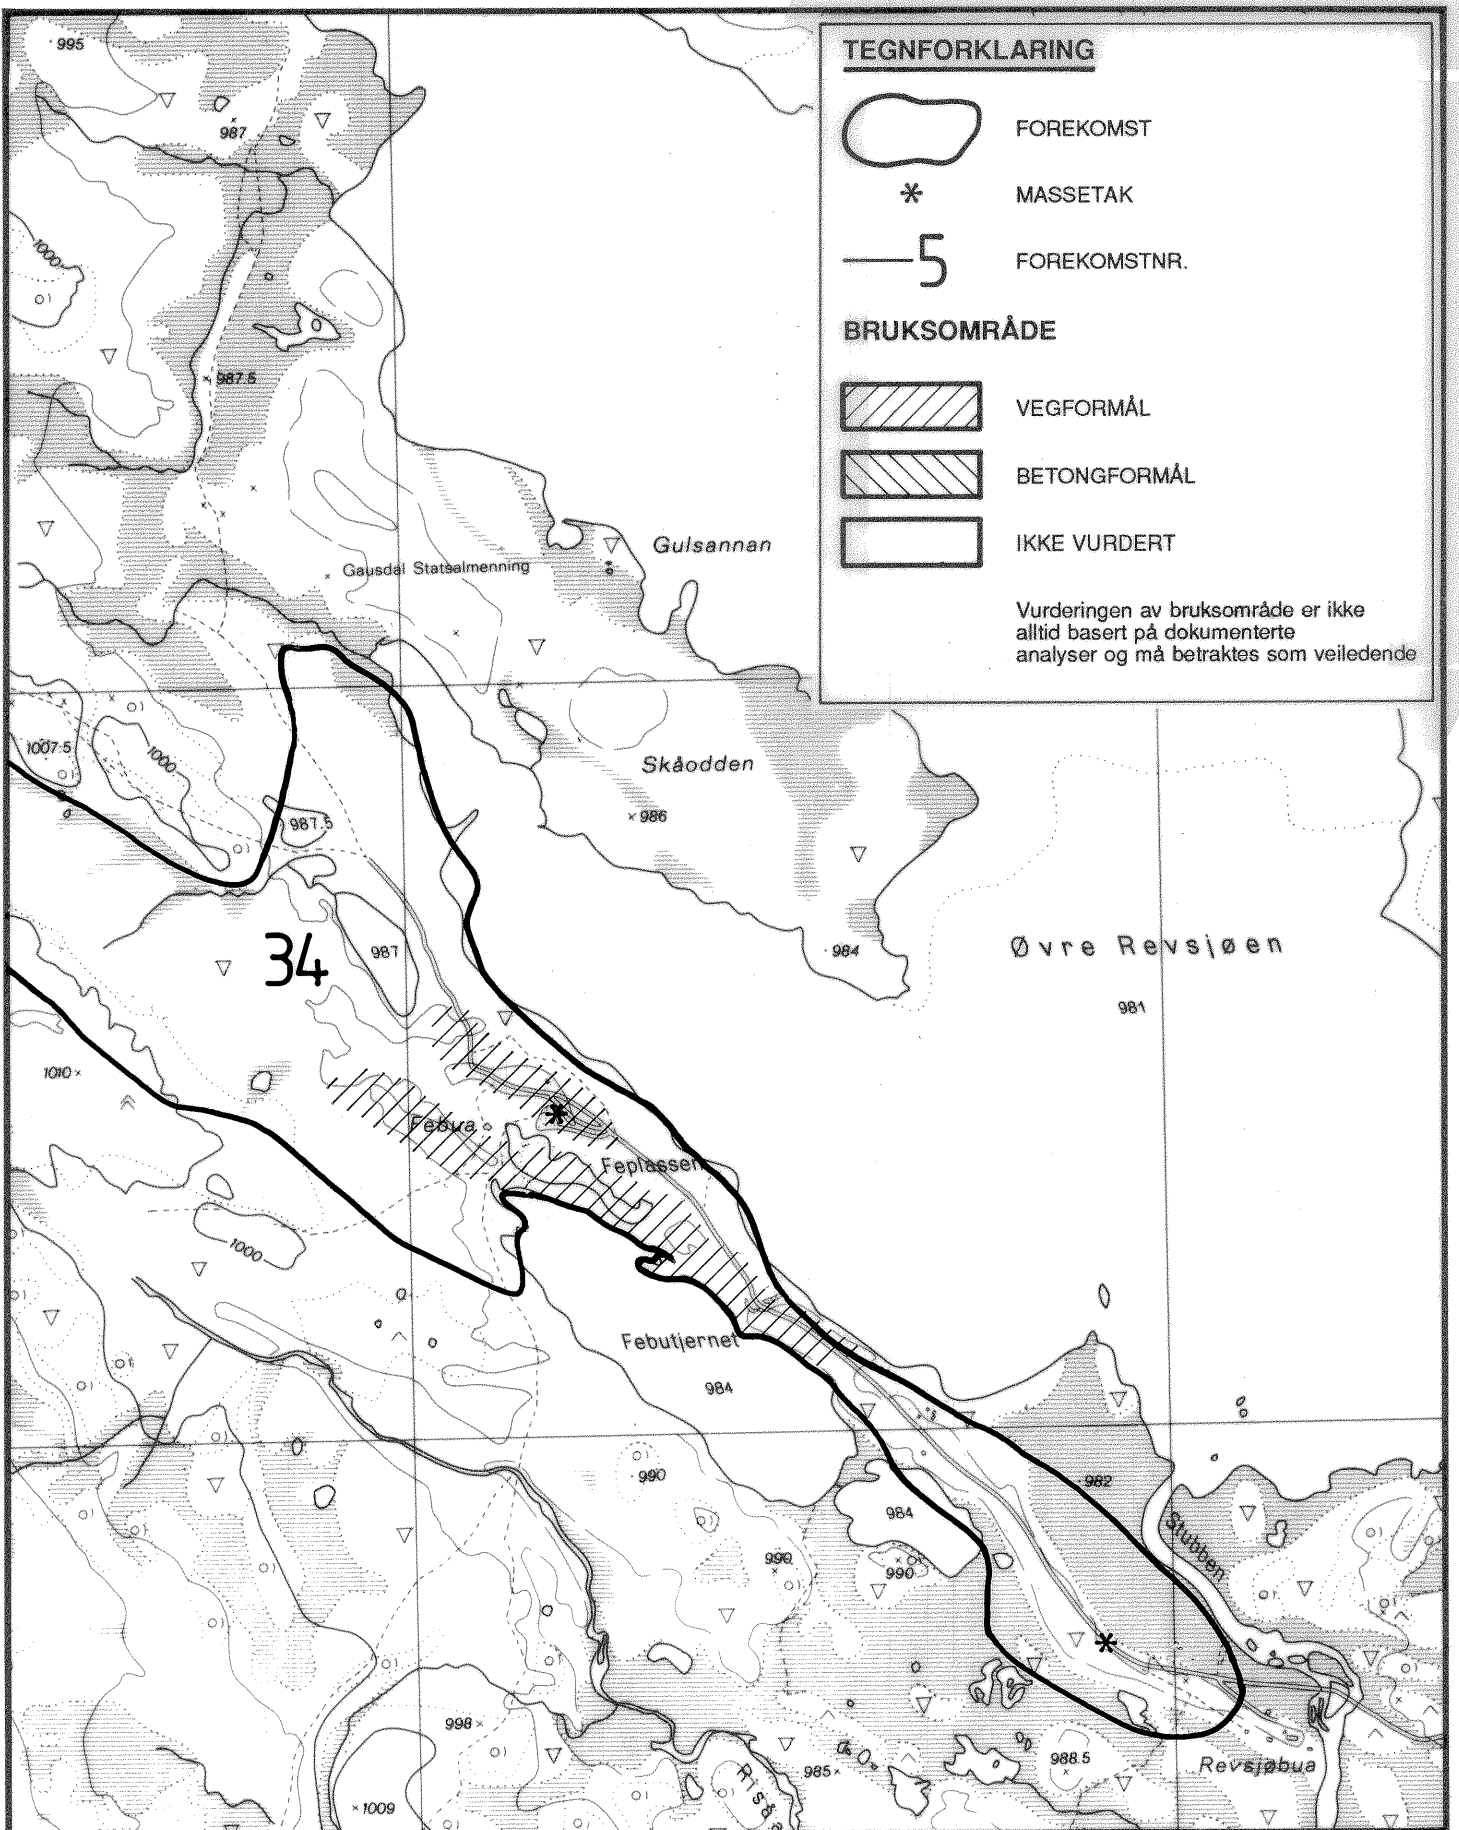 TEGNFORKLARING
FOREKOMST
MASSETAK
5 FOREKOMSTNR.
BRUKSOMRÅDE
VEGFORMÅL
BETONGFORMÅL
IKKE VURDERT
Vurderingen av bruksområde er ikke
alltid basert på dokumenterte
analyser og må betraktes som veiledende
995
987
1000
987.5
Gulsannan
Gausdal Statsalmenning
1007.5
1000
Skåodden
986
987.5
34
987
984
Øvre Revsjøen
981
1010
Febua
Feplassen
1000
Febutjernet
984
990
982
984
Stubben
990
990
998
985
988.5
Revsjøbua
1009